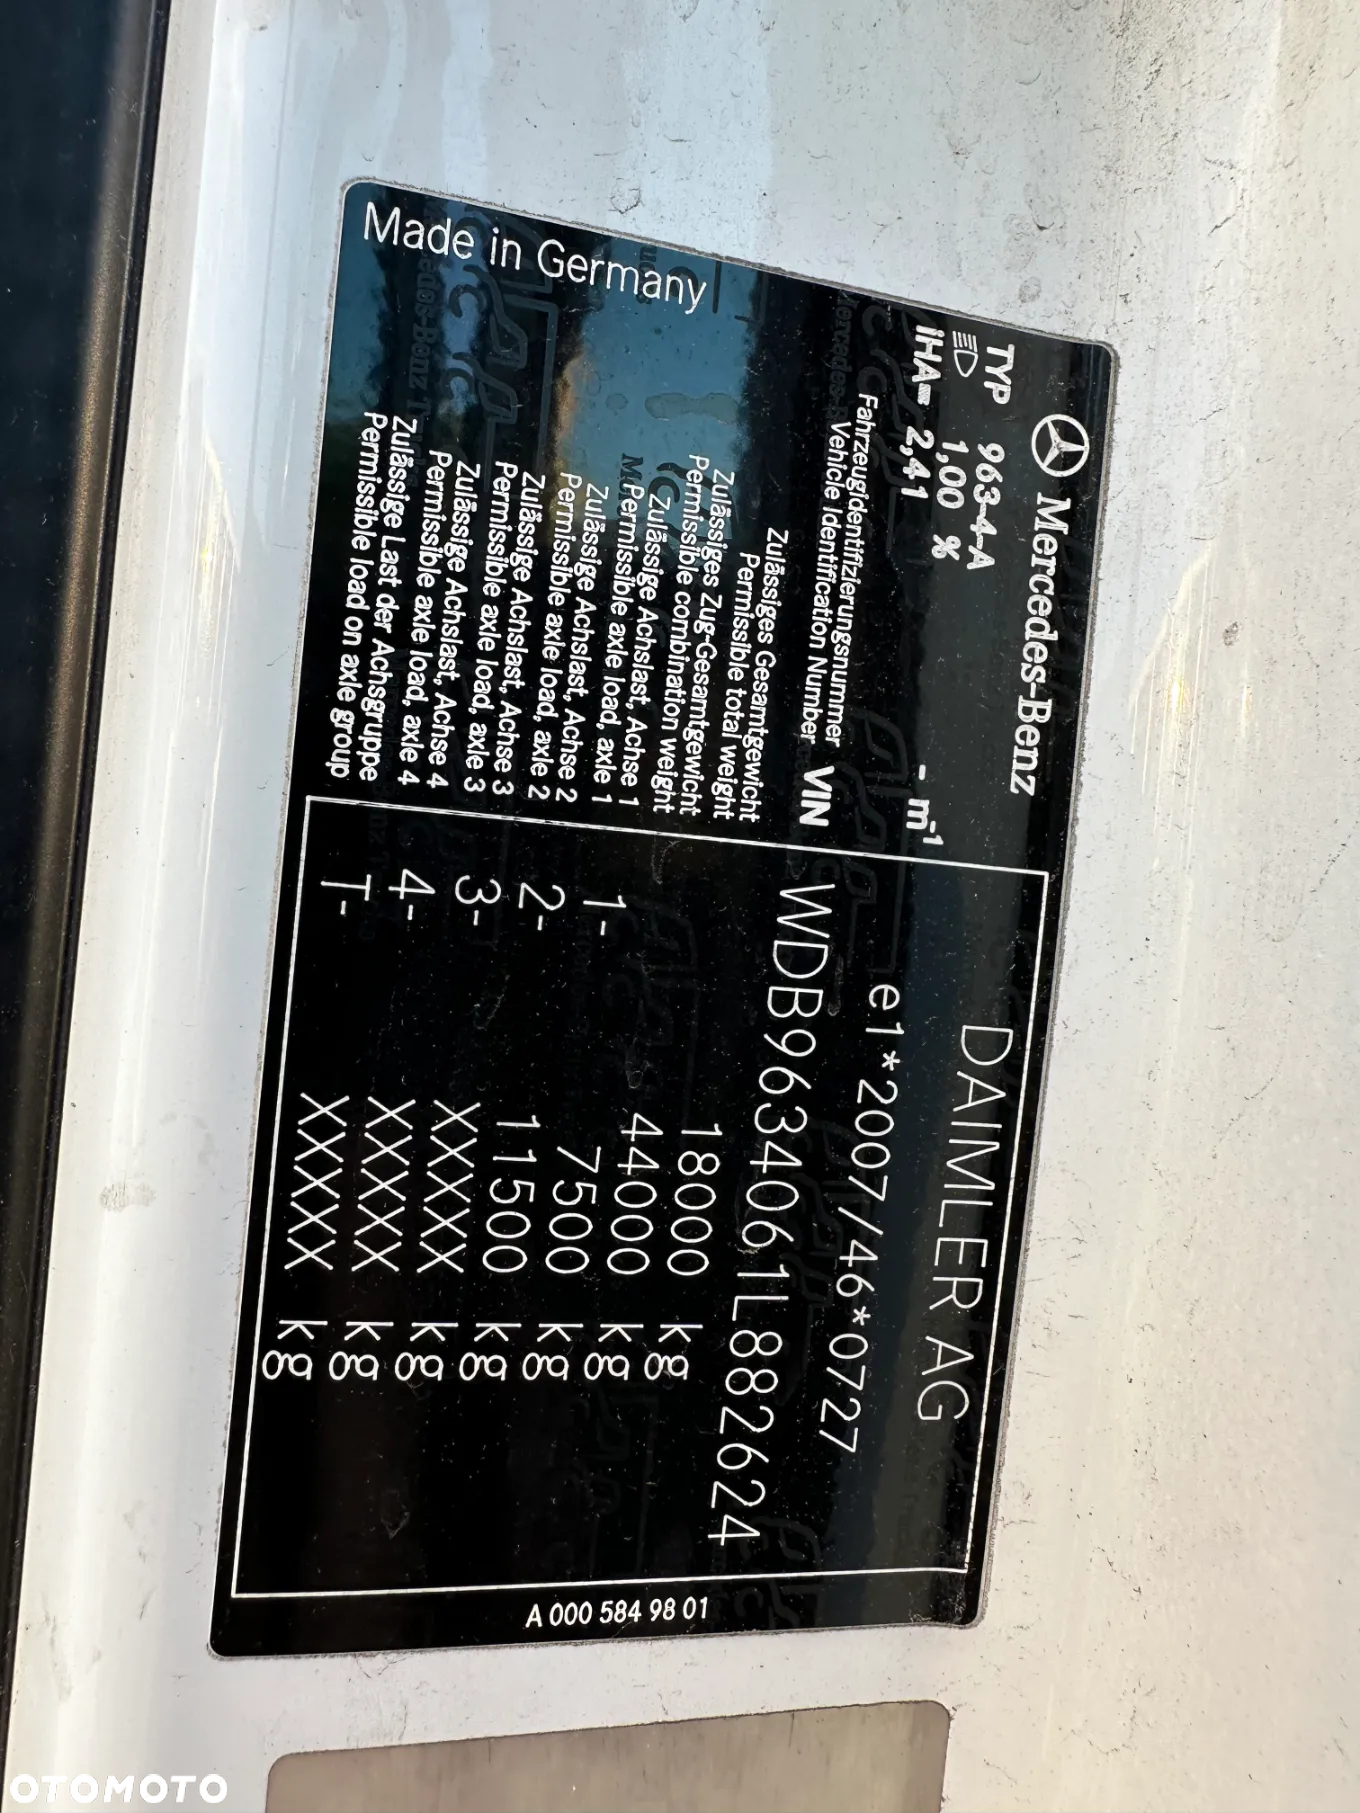 Mercedes-Benz
TYP 963-4-A
1,00 % - m-1
iHA= 2,41
DAIMLER AG
e1*2007/46*0727
Fahrzeugidentifizierungsnummer
Vehicle Identification Number VIN WDB9634061L882624
Zulässiges Gesamtgewicht
Permissible total weight 18000 kg
Zulässiges Zug-Gesamtgewicht
Permissible combination weight 44000 kg
Zulässige Achslast, Achse 1
Permissible axle load, axle 1 1- 7500 kg
Zulässige Achslast, Achse 2
Permissible axle load, axle 2 2- 11500 kg
Zulässige Achslast, Achse 3
Permissible axle load, axle 3 3- XXXXX kg
Zulässige Achslast, Achse 4
Permissible axle load, axle 4 4- XXXXX kg
Zulässige Last der Achsgruppe
Permissible load on axle group T- XXXXX kg
Made in Germany
A 000 584 98 01
OTOMOTO